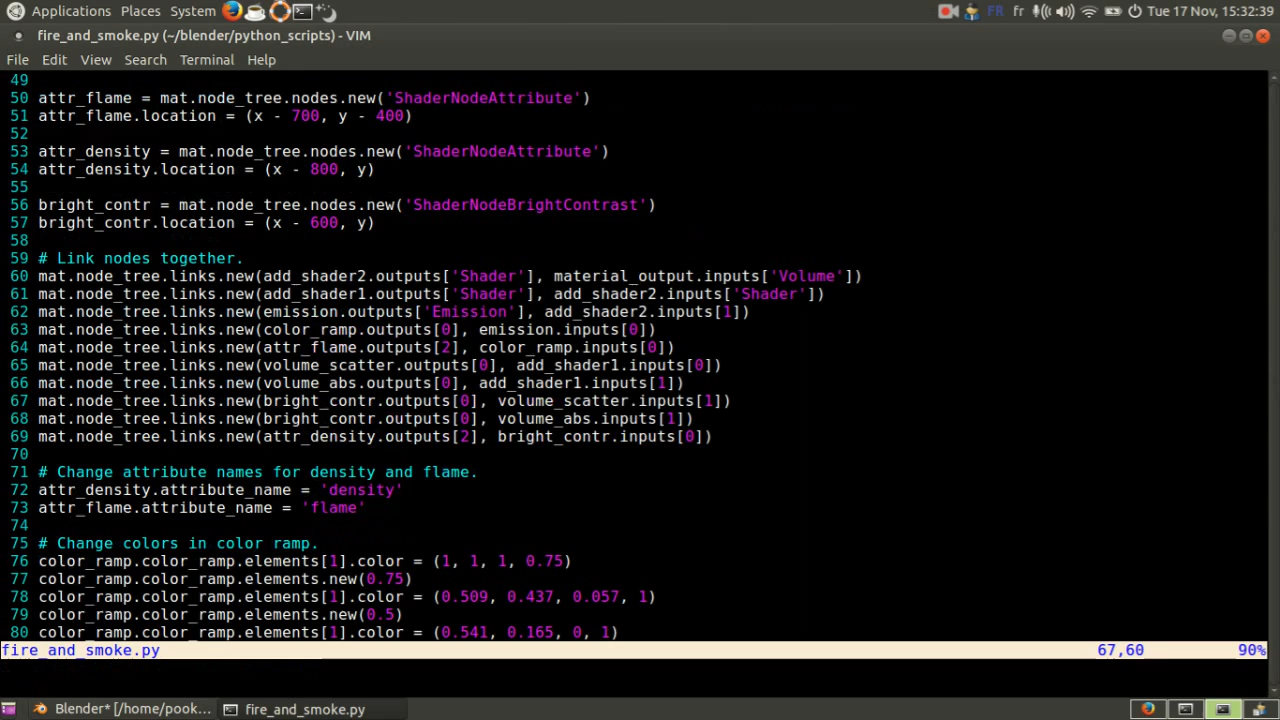 Applications Places System FR fr Tue 17 Nov, 15:32:39
fire_and_smoke.py (~/blender/python_scripts) - VIM
File Edit View Search Terminal Help
49
50 attr_flame = mat.node_tree.nodes.new('ShaderNodeAttribute')
51 attr_flame.location = (x - 700, y - 400)
52
53 attr_density = mat.node_tree.nodes.new('ShaderNodeAttribute')
54 attr_density.location = (x - 800, y)
55
56 bright_contr = mat.node_tree.nodes.new('ShaderNodeBrightContrast')
57 bright_contr.location = (x - 600, y)
58
59 # Link nodes together.
60 mat.node_tree.links.new(add_shader2.outputs['Shader'], material_output.inputs['Volume'])
61 mat.node_tree.links.new(add_shader1.outputs['Shader'], add_shader2.inputs['Shader'])
62 mat.node_tree.links.new(emission.outputs['Emission'], add_shader2.inputs[1])
63 mat.node_tree.links.new(color_ramp.outputs[0], emission.inputs[0])
64 mat.node_tree.links.new(attr_flame.outputs[2], color_ramp.inputs[0])
65 mat.node_tree.links.new(volume_scatter.outputs[0], add_shader1.inputs[0])
66 mat.node_tree.links.new(volume_abs.outputs[0], add_shader1.inputs[1])
67 mat.node_tree.links.new(bright_contr.outputs[0], volume_scatter.inputs[1])
68 mat.node_tree.links.new(bright_contr.outputs[0], volume_abs.inputs[1])
69 mat.node_tree.links.new(attr_density.outputs[2], bright_contr.inputs[0])
70
71 # Change attribute names for density and flame.
72 attr_density.attribute_name = 'density'
73 attr_flame.attribute_name = 'flame'
74
75 # Change colors in color ramp.
76 color_ramp.color_ramp.elements[1].color = (1, 1, 1, 0.75)
77 color_ramp.color_ramp.elements.new(0.75)
78 color_ramp.color_ramp.elements[1].color = (0.509, 0.437, 0.057, 1)
79 color_ramp.color_ramp.elements.new(0.5)
80 color_ramp.color_ramp.elements[1].color = (0.541, 0.165, 0, 1)
fire_and_smoke.py 67,60 90%
Blender* [/home/pook... fire_and_smoke.py